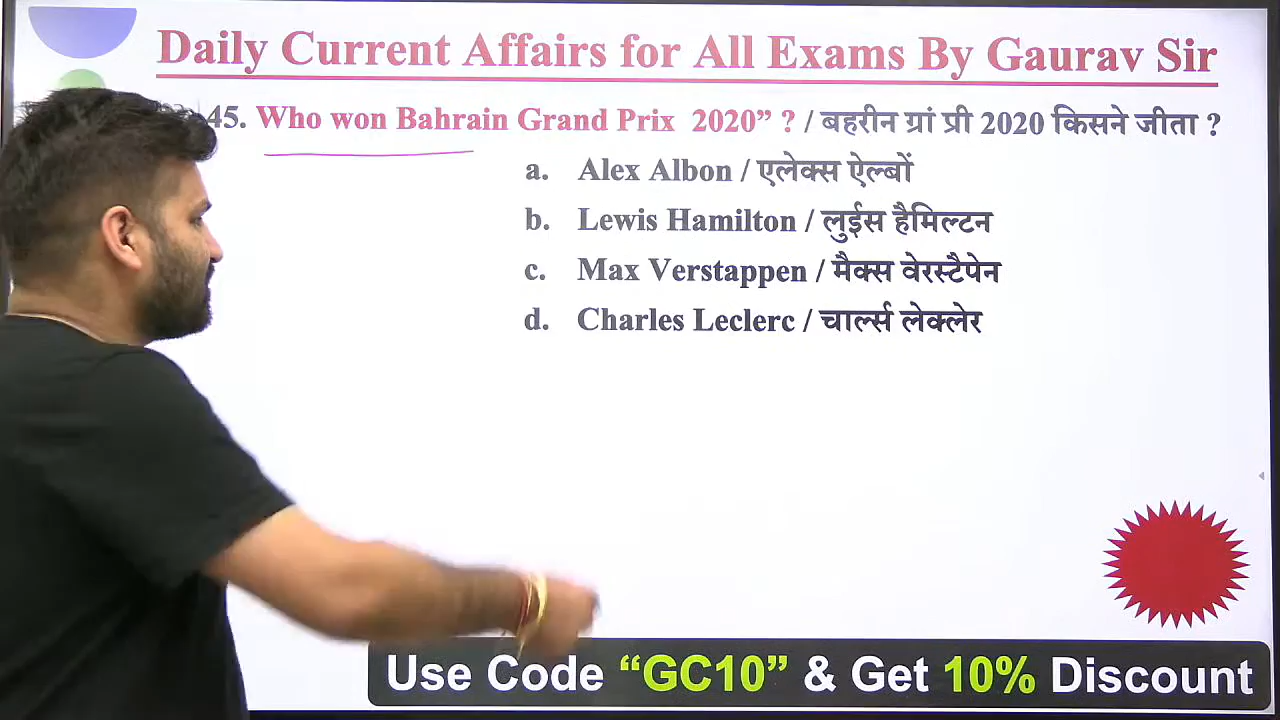 Daily Current Affairs for All Exams By Gaurav Sir
45. Who won Bahrain Grand Prix 2020” ? / बहरीन ग्रां प्री 2020 किसने जीता ?
a. Alex Albon / एलेक्स ऐल्बों
b. Lewis Hamilton / लुईस हैमिल्टन
c. Max Verstappen / मैक्स वेरस्टैपेन
d. Charles Leclerc / चार्ल्स लेक्लेर
Use Code “GC10” & Get 10% Discount